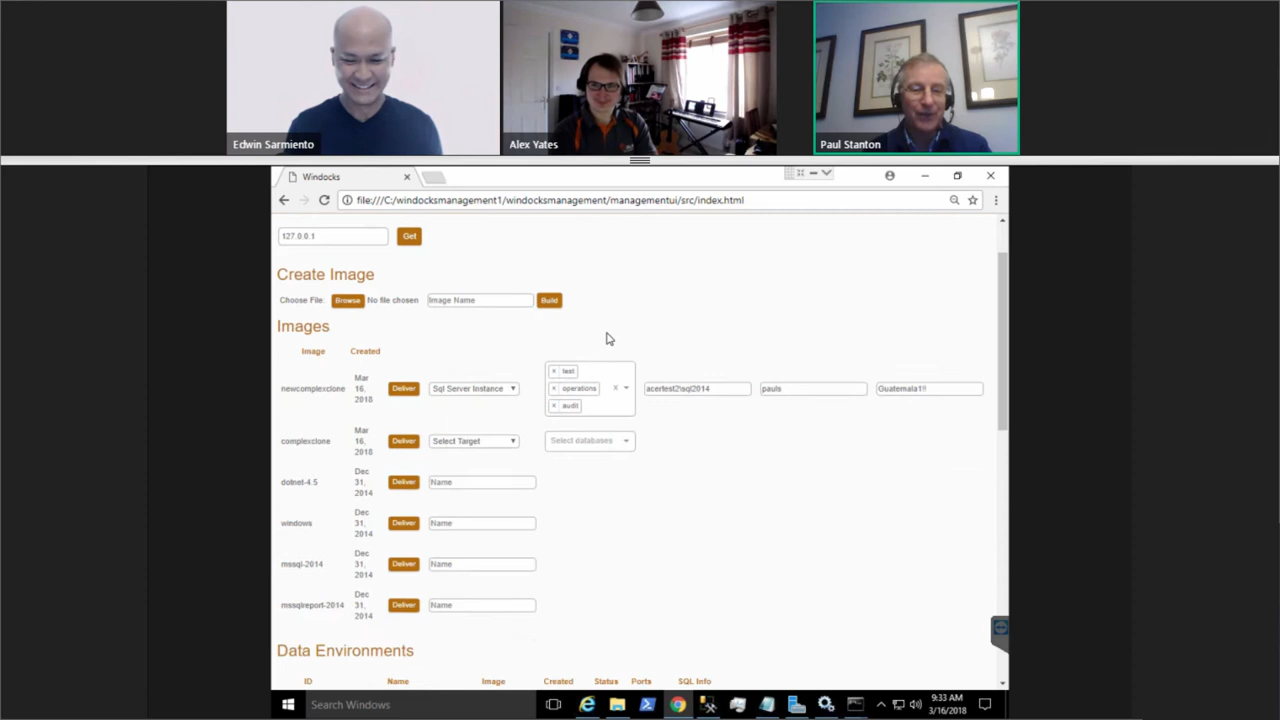 Edwin Sarmiento
Alex Yates
Paul Stanton
Windocks
file:///C:/windocksmanagement1/windocksmanagement/managementui/src/index.html
127.0.0.1 Get
Create Image
Choose File: Browse No file chosen Image Name Build
Images
Image Created
newcomplexclone Mar 16, 2018 Deliver Sql Server Instance test operations audit acertest2\sql2014 pauls Guatemala1!!
complexclone Mar 16, 2018 Deliver Select Target Select databases
dotnet-4.5 Dec 31, 2014 Deliver Name
windows Dec 31, 2014 Deliver Name
mssql-2014 Dec 31, 2014 Deliver Name
mssqlreport-2014 Dec 31, 2014 Deliver Name
Data Environments
ID Name Image Created Status Ports SQL Info
Search Windows
9:33 AM
3/16/2018